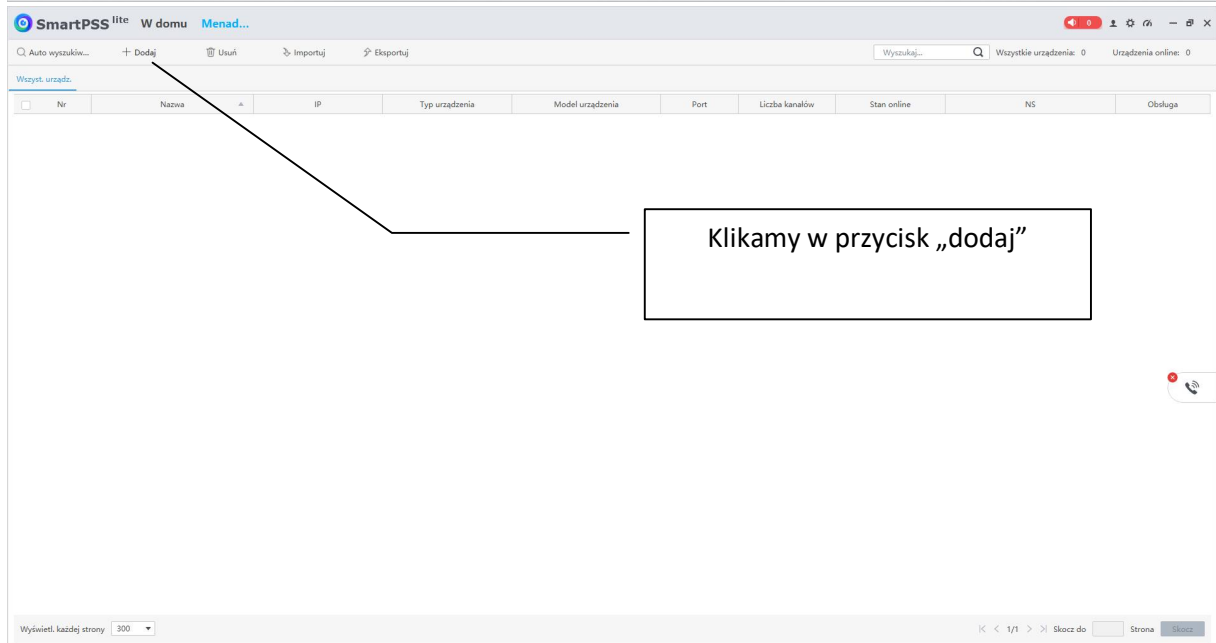 SmartPSS lite W domu Menad... 0
Auto wyszukiw... Dodaj Usuń Importuj Eksportuj Wyszukaj... Wszystkie urządzenia: 0 Urządzenia online: 0
Wszyst. urządz.
Nr Nazwa IP Typ urządzenia Model urządzenia Port Liczba kanałów Stan online NS Obsługa
Klikamy w przycisk „dodaj”
Wyświetl. każdej strony 300 1/1 Skocz do Strona Skocz